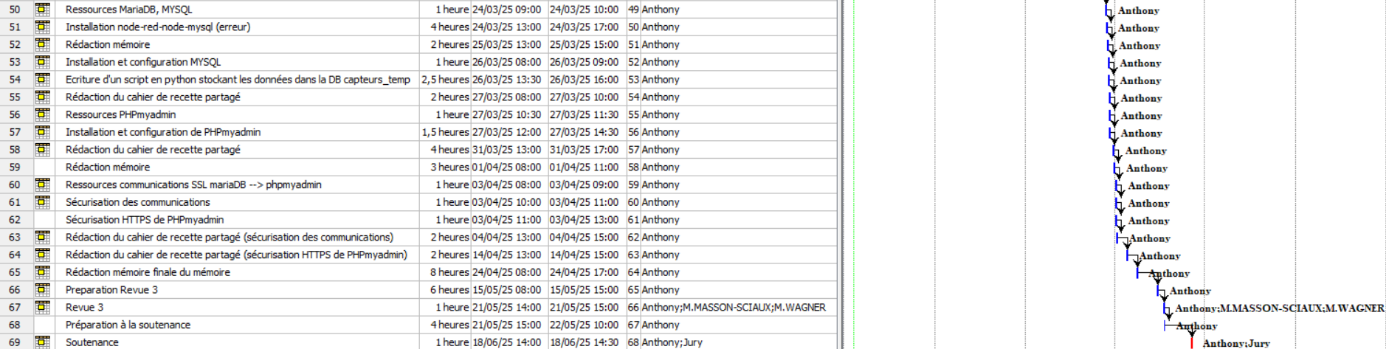 50 Ressources MariaDB, MYSQL 1 heure 24/03/25 09:00 24/03/25 10:00 49 Anthony Anthony
51 Installation node-red-node-mysql (erreur) 4 heures 24/03/25 13:00 24/03/25 17:00 50 Anthony Anthony
52 Rédaction mémoire 2 heures 25/03/25 13:00 25/03/25 15:00 51 Anthony Anthony
53 Installation et configuration MYSQL 1 heure 26/03/25 08:00 26/03/25 09:00 52 Anthony Anthony
54 Ecriture d'un script en python stockant les données dans la DB capteurs_temp 2,5 heures 26/03/25 13:30 26/03/25 16:00 53 Anthony Anthony
55 Rédaction du cahier de recette partagé 2 heures 27/03/25 08:00 27/03/25 10:00 54 Anthony Anthony
56 Ressources PHPmyadmin 1 heure 27/03/25 10:30 27/03/25 11:30 55 Anthony Anthony
57 Installation et configuration de PHPmyadmin 1,5 heures 27/03/25 12:00 27/03/25 14:30 56 Anthony Anthony
58 Rédaction du cahier de recette partagé 4 heures 31/03/25 13:00 31/03/25 17:00 57 Anthony Anthony
59 Rédaction mémoire 3 heures 01/04/25 08:00 01/04/25 11:00 58 Anthony Anthony
60 Ressources communications SSL mariaDB --> phpmyadmin 1 heure 03/04/25 08:00 03/04/25 09:00 59 Anthony Anthony
61 Sécurisation des communications 1 heure 03/04/25 10:00 03/04/25 11:00 60 Anthony Anthony
62 Sécurisation HTTPS de PHPmyadmin 1 heure 03/04/25 11:00 03/04/25 13:00 61 Anthony Anthony
63 Rédaction du cahier de recette partagé (sécurisation des communications) 2 heures 04/04/25 13:00 04/04/25 15:00 62 Anthony Anthony
64 Rédaction du cahier de recette partagé (sécurisation HTTPS de PHPmyadmin) 2 heures 14/04/25 13:00 14/04/25 15:00 63 Anthony Anthony
65 Rédaction mémoire finale du mémoire 8 heures 24/04/25 08:00 24/04/25 17:00 64 Anthony Anthony
66 Preparation Revue 3 6 heures 15/05/25 08:00 15/05/25 15:00 65 Anthony Anthony
67 Revue 3 1 heure 21/05/25 14:00 21/05/25 15:00 66 Anthony;M.MASSON-SCIAUX;M.WAGNER Anthony;M.MASSON-SCIAUX;M.WAGNER
68 Préparation à la soutenance 4 heures 21/05/25 15:00 22/05/25 10:00 67 Anthony Anthony
69 Soutenance 1 heure 18/06/25 14:00 18/06/25 14:30 68 Anthony;Jury Anthony;Jury